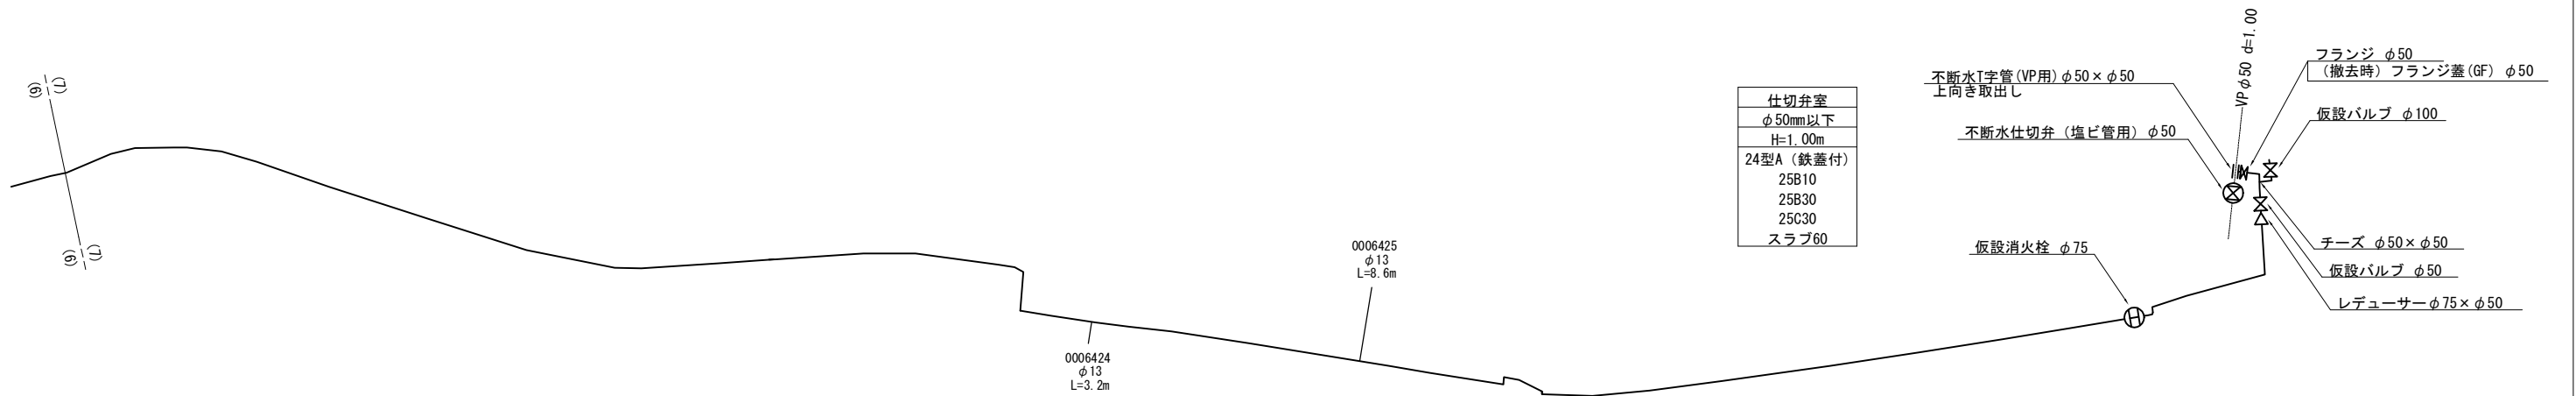 (7)
(6)
(7)
(6)
0006424
φ13
L=3.2m
0006425
φ13
L=8.6m
仕切弁室
φ50mm以下
H=1.00m
24型A（鉄蓋付）
25B10
25B30
25C30
スラブ60
不断水T字管(VP用)φ50×φ50
上向き取出し
不断水仕切弁（塩ビ管用）φ50
仮設消火栓 φ75
VPφ50 d=1.00
フランジ φ50
（撤去時）フランジ蓋(GF) φ50
仮設バルブ φ100
チーズ φ50×φ50
仮設バルブ φ50
レデューサーφ75×φ50
H